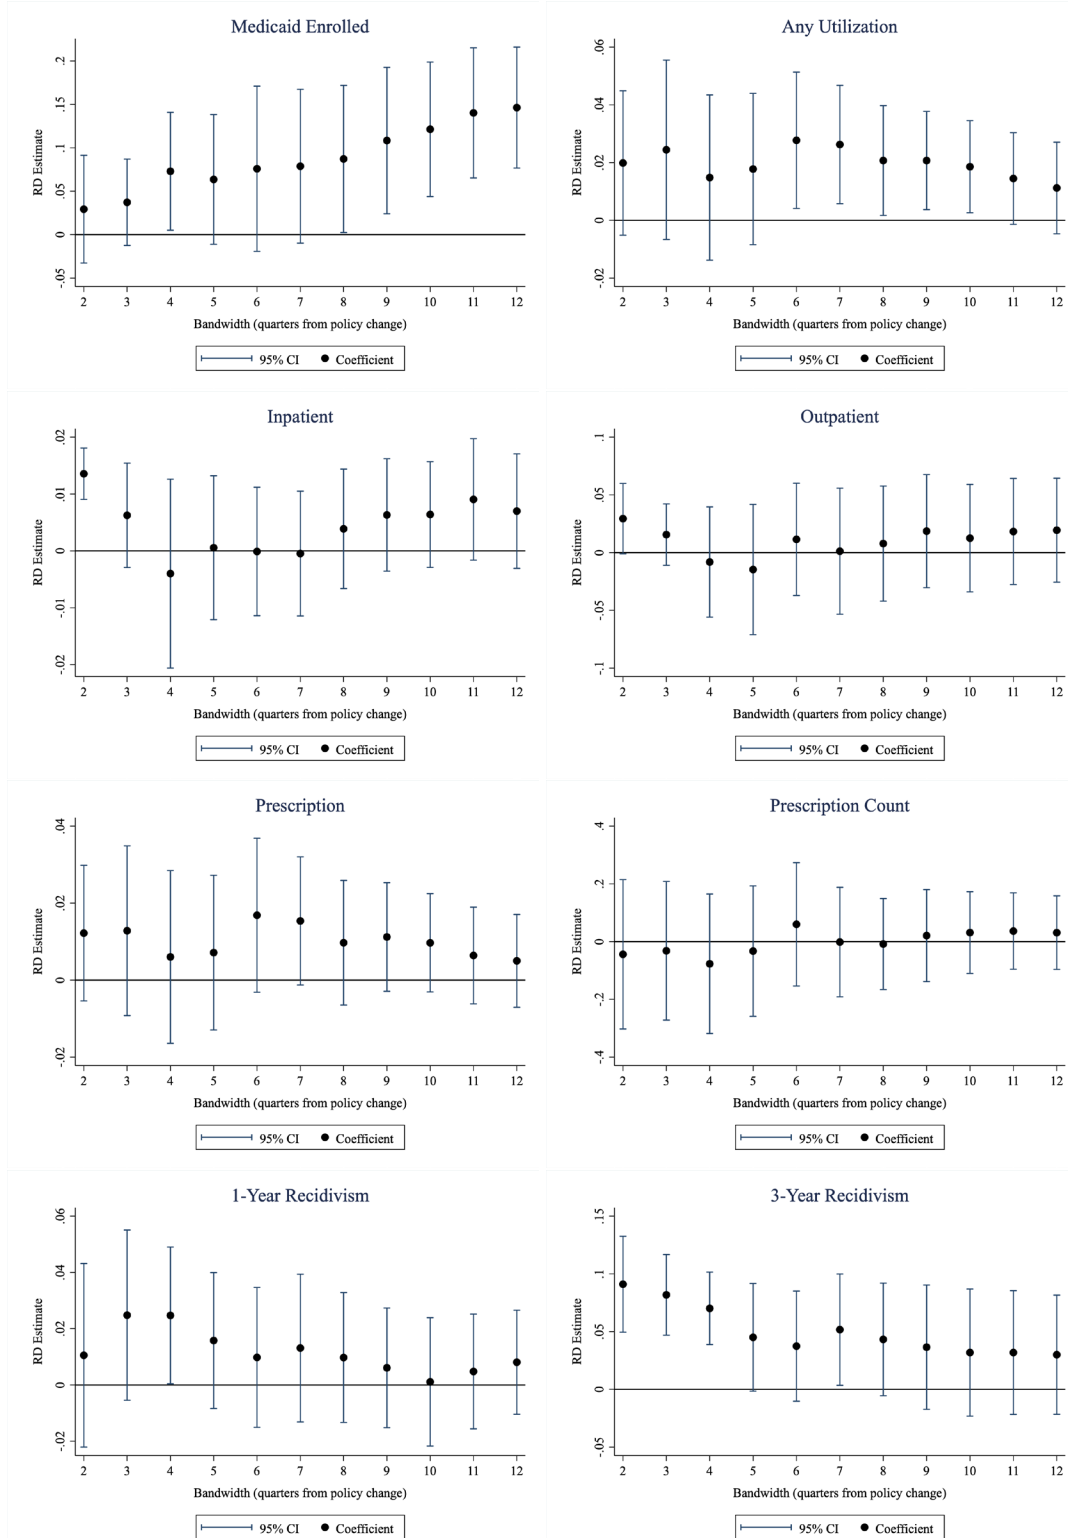 Medicaid Enrolled
RD Estimate
.2
.15
.1
.05
0
-.05
2 3 4 5 6 7 8 9 10 11 12
Bandwidth (quarters from policy change)
95% CI Coefficient
Any Utilization
RD Estimate
.06
.04
.02
0
-.02
2 3 4 5 6 7 8 9 10 11 12
Bandwidth (quarters from policy change)
95% CI Coefficient
Inpatient
RD Estimate
.02
.01
0
-.01
-.02
2 3 4 5 6 7 8 9 10 11 12
Bandwidth (quarters from policy change)
95% CI Coefficient
Outpatient
RD Estimate
.1
.05
0
-.05
-.1
2 3 4 5 6 7 8 9 10 11 12
Bandwidth (quarters from policy change)
95% CI Coefficient
Prescription
RD Estimate
.04
.02
0
-.02
2 3 4 5 6 7 8 9 10 11 12
Bandwidth (quarters from policy change)
95% CI Coefficient
Prescription Count
RD Estimate
.4
.2
0
-.2
-.4
2 3 4 5 6 7 8 9 10 11 12
Bandwidth (quarters from policy change)
95% CI Coefficient
1-Year Recidivism
RD Estimate
.06
.04
.02
0
-.02
2 3 4 5 6 7 8 9 10 11 12
Bandwidth (quarters from policy change)
95% CI Coefficient
3-Year Recidivism
RD Estimate
.15
.1
.05
0
-.05
2 3 4 5 6 7 8 9 10 11 12
Bandwidth (quarters from policy change)
95% CI Coefficient